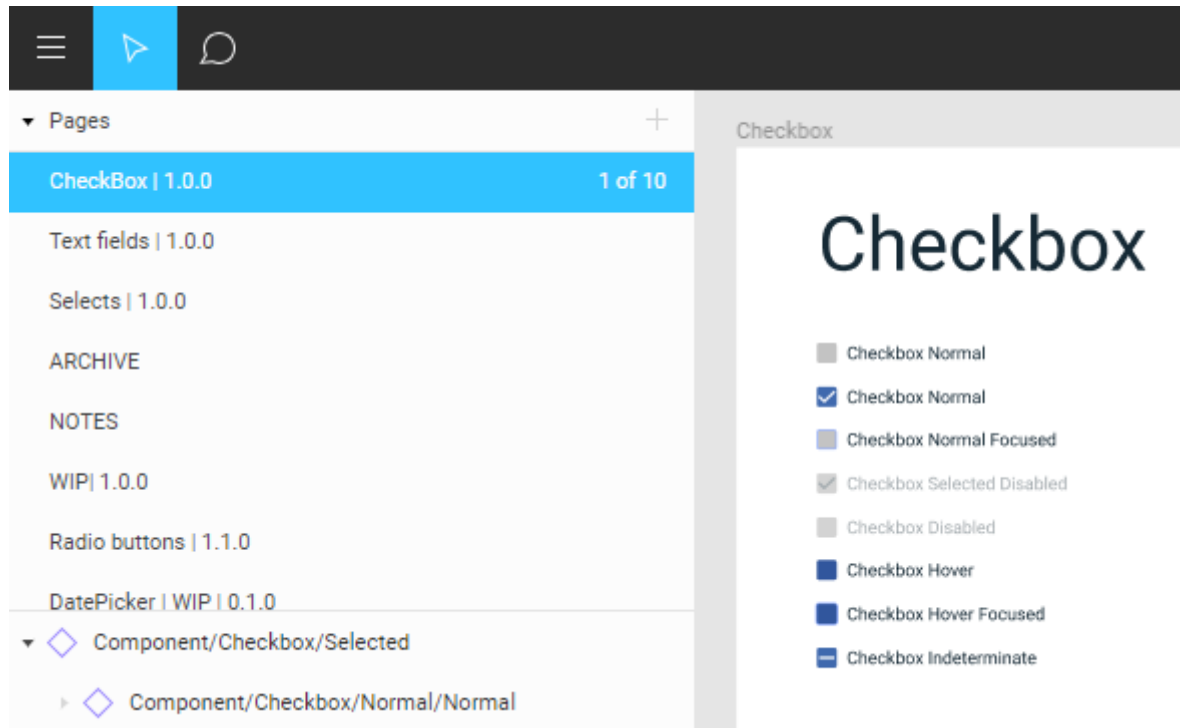 Pages
CheckBox | 1.0.0 1 of 10
Text fields | 1.0.0
Selects | 1.0.0
ARCHIVE
NOTES
WIP| 1.0.0
Radio buttons | 1.1.0
DatePicker | WIP | 0.1.0
Component/Checkbox/Selected
Component/Checkbox/Normal/Normal
Checkbox
Checkbox
Checkbox Normal
Checkbox Normal
Checkbox Normal Focused
Checkbox Selected Disabled
Checkbox Disabled
Checkbox Hover
Checkbox Hover Focused
Checkbox Indeterminate